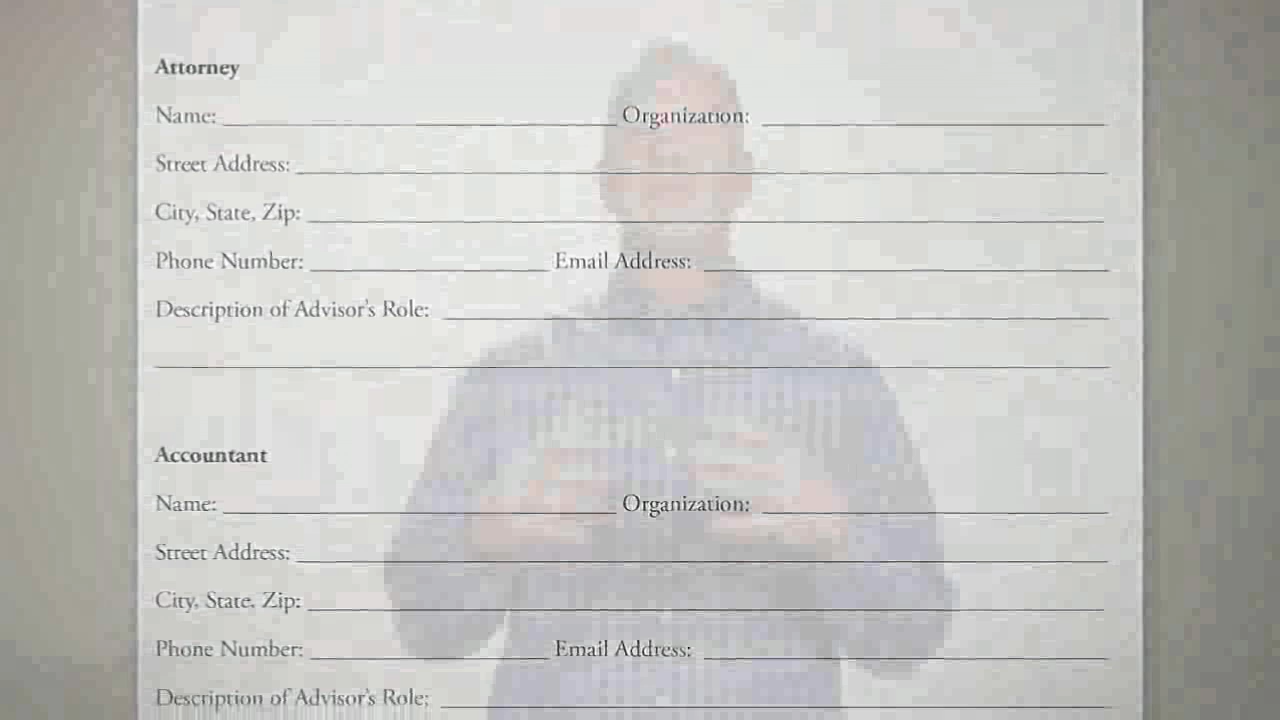 Attorney
Name: Organization:
Street Address:
City, State, Zip:
Phone Number: Email Address:
Description of Advisor's Role:
Accountant
Name: Organization:
Street Address:
City, State, Zip:
Phone Number: Email Address:
Description of Advisor's Role: